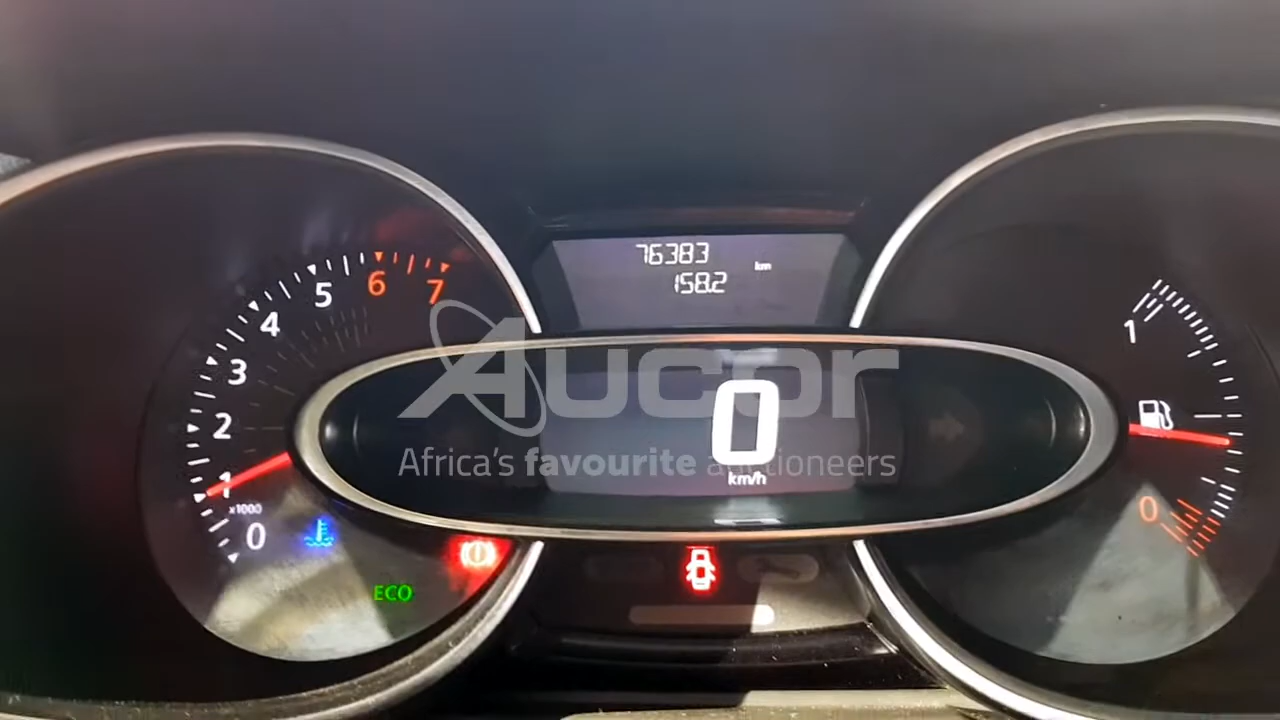 76383
158.2 km
7
6
5
4
3
2
1
x1000
0
ECO
Aucor
Africa's favourite auctioneers
0
km/h
1
0